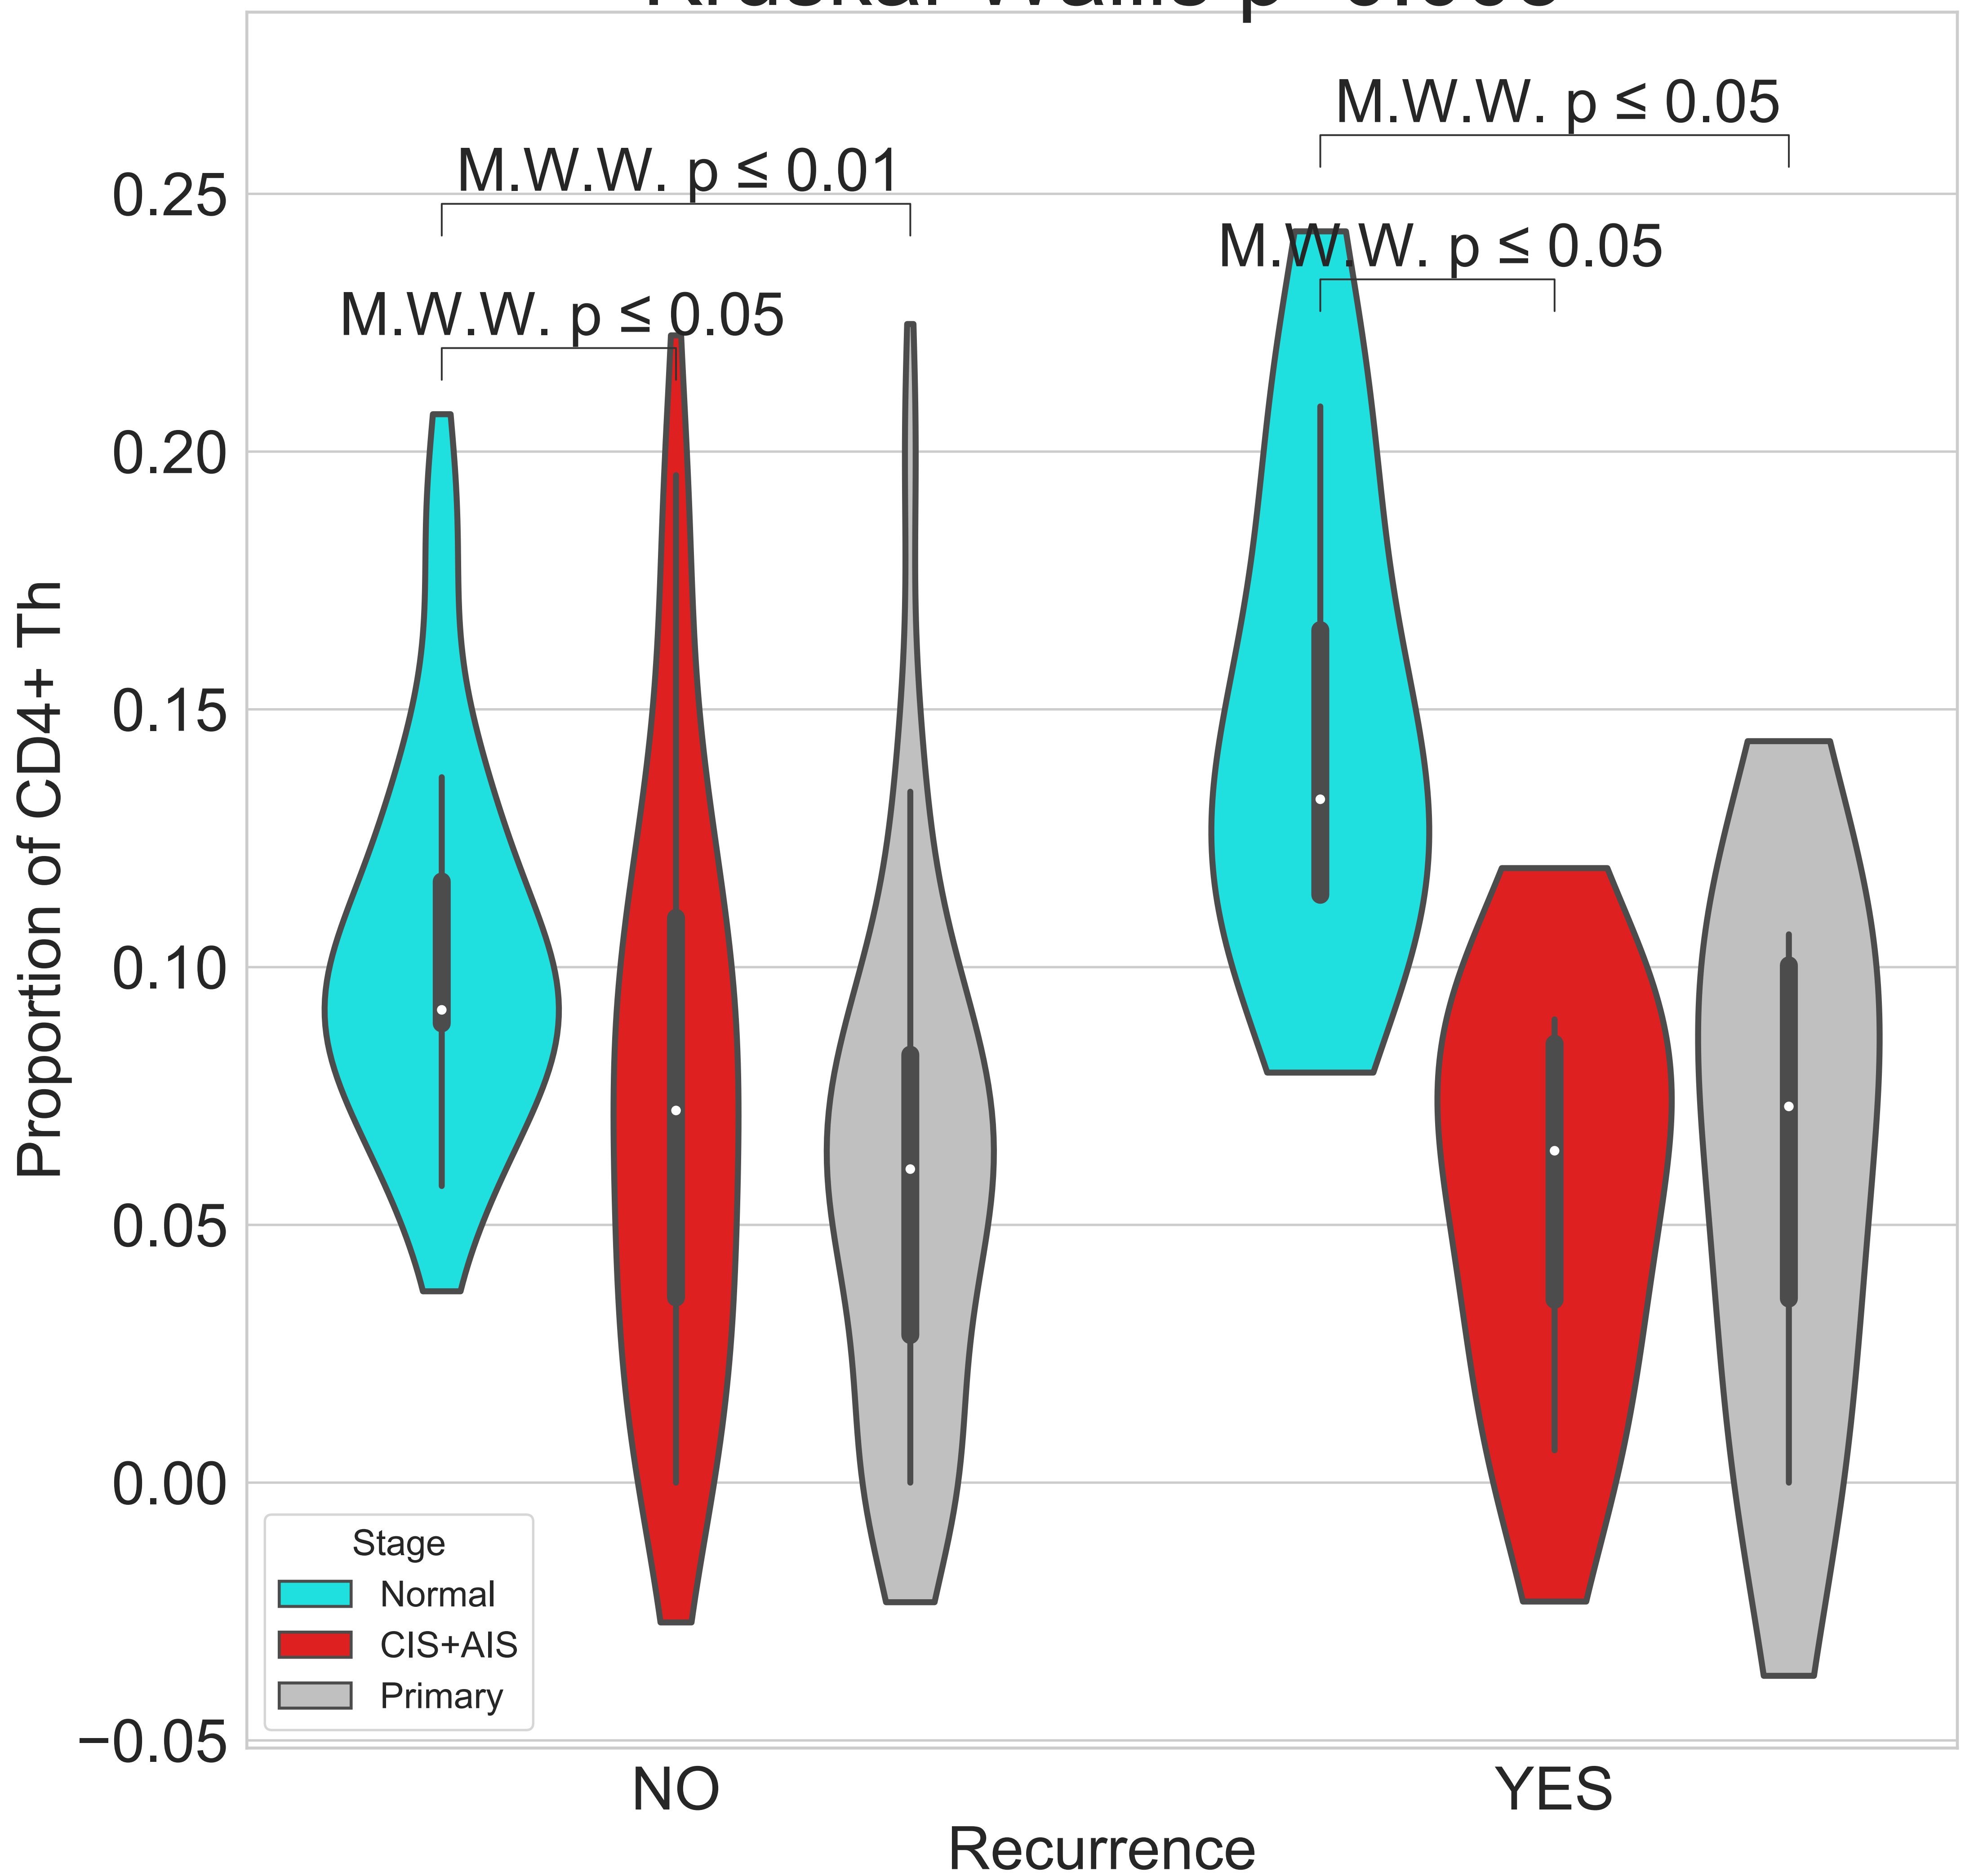 M.W.W. p ≤ 0.05
M.W.W. p ≤ 0.01
M.W.W. p ≤ 0.05
M.W.W. p ≤ 0.05
0.25
0.20
0.15
0.10
0.05
0.00
−0.05
Proportion of CD4+ Th
Stage
Normal
CIS+AIS
Primary
NO
YES
Recurrence